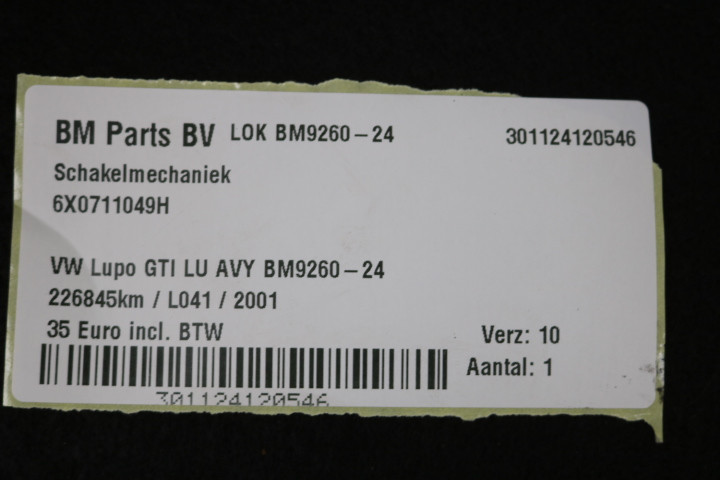 BM Parts BV LOK BM9260-24 301124120546
Schakelmechaniek
6X0711049H
VW Lupo GTI LU AVY BM9260-24
226845km / L041 / 2001
35 Euro incl. BTW Verz: 10
Aantal: 1
301124120546